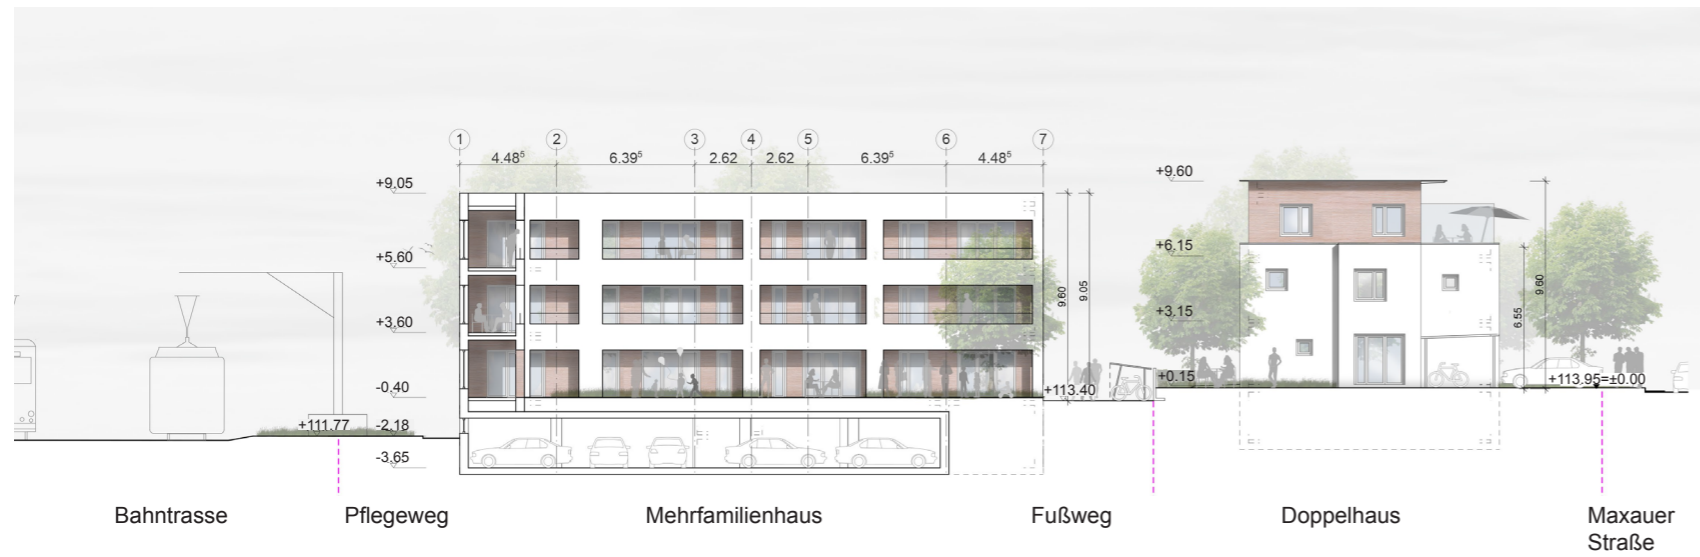 1 2 3 4 5 6 7
4.48⁵ 6.39⁵ 2.62 2.62 6.39⁵ 4.48⁵
+9.05
+5.60
+3.60
-0.40
+111.77 -2.18
-3.65
9.60
9.05
+113.40
+9.60
+6.15
+3.15
+0.15
6.55
9.60
+113.95=±0.00
Bahntrasse
Pflegeweg
Mehrfamilienhaus
Fußweg
Doppelhaus
Maxauer
Straße